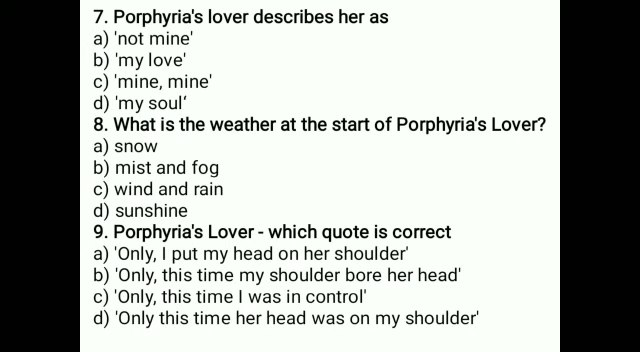 7. Porphyria's lover describes her as
a) 'not mine'
b) 'my love'
c) 'mine, mine'
d) 'my soul‘
8. What is the weather at the start of Porphyria's Lover?
a) snow
b) mist and fog
c) wind and rain
d) sunshine
9. Porphyria's Lover - which quote is correct
a) 'Only, I put my head on her shoulder'
b) 'Only, this time my shoulder bore her head'
c) 'Only, this time I was in control'
d) 'Only this time her head was on my shoulder'